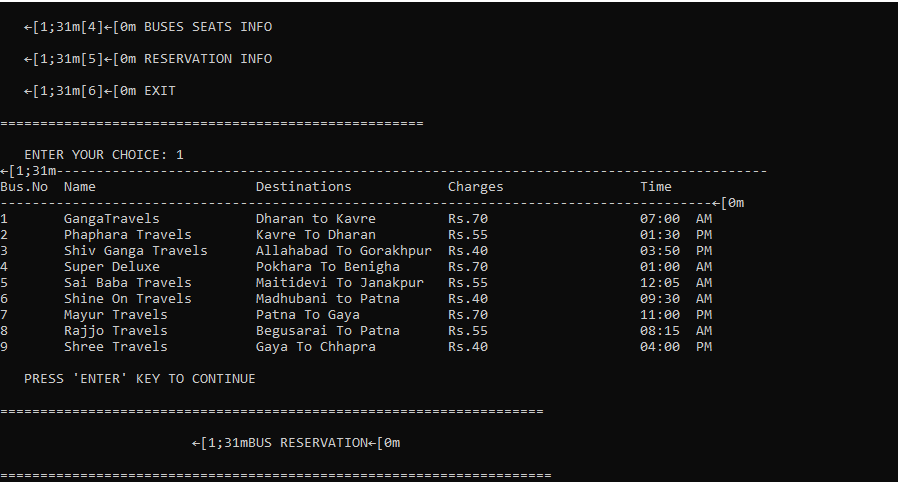 ←[1;31m[4]←[0m BUSES SEATS INFO
←[1;31m[5]←[0m RESERVATION INFO
←[1;31m[6]←[0m EXIT
=====================================================
ENTER YOUR CHOICE: 1
←[1;31m-----------------------------------------------------------------------------------------
Bus.No  Name                    Destinations            Charges                 Time
-----------------------------------------------------------------------------------------←[0m
1       GangaTravels            Dharan to Kavre         Rs.70                   07:00  AM
2       Phaphara Travels        Kavre To Dharan         Rs.55                   01:30  PM
3       Shiv Ganga Travels      Allahabad To Gorakhpur  Rs.40                   03:50  PM
4       Super Deluxe            Pokhara To Benigha      Rs.70                   01:00  AM
5       Sai Baba Travels        Maitidevi To Janakpur   Rs.55                   12:05  AM
6       Shine On Travels        Madhubani to Patna      Rs.40                   09:30  AM
7       Mayur Travels           Patna To Gaya           Rs.70                   11:00  PM
8       Rajjo Travels           Begusarai To Patna      Rs.55                   08:15  AM
9       Shree Travels           Gaya To Chhapra         Rs.40                   04:00  PM
PRESS 'ENTER' KEY TO CONTINUE
====================================================================
←[1;31mBUS RESERVATION←[0m
=====================================================================